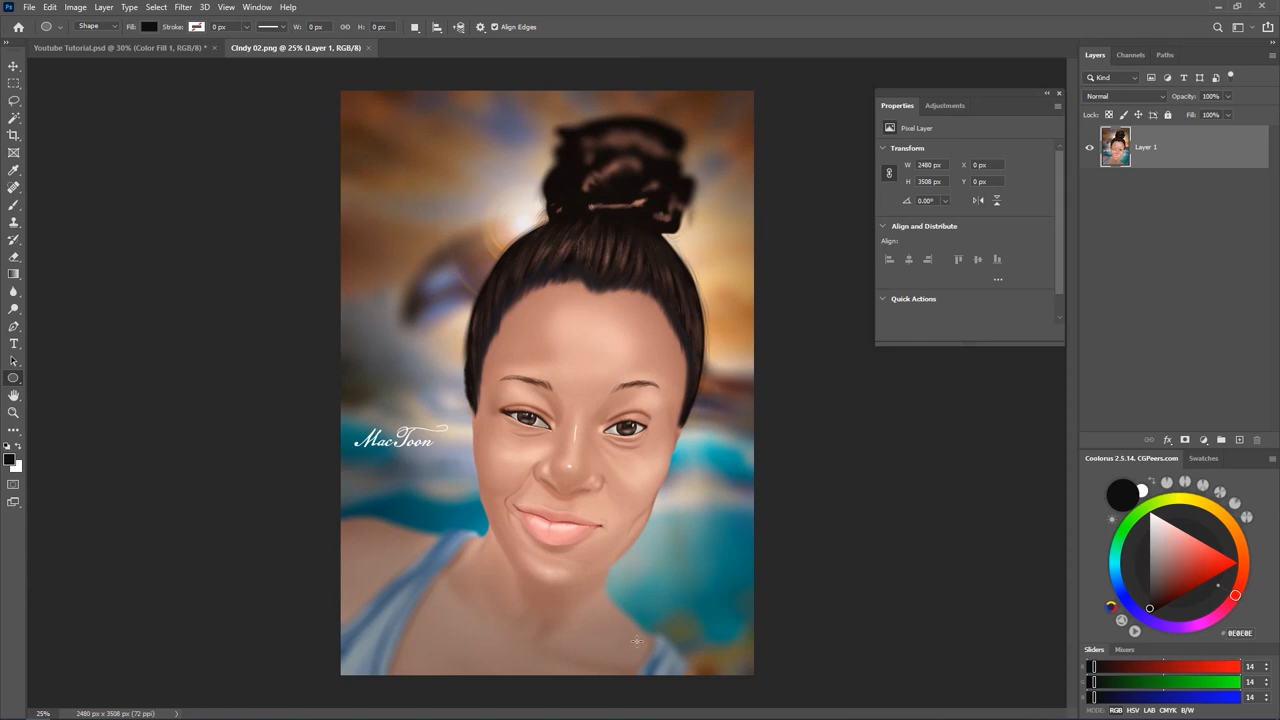 File Edit Image Layer Type Select Filter 3D View Window Help
Shape Fill: Stroke: 0 px W: 0 px H: 0 px Align Edges
Youtube Tutorial.psd @ 30% (Color Fill 1, RGB/8) * × Cindy 02.png @ 25% (Layer 1, RGB/8) ×
Layers Channels Paths
Kind
Normal Opacity: 100%
Lock: Fill: 100%
Layer 1
Properties Adjustments
Pixel Layer
Transform
W 2480 px X 0 px
H 3508 px Y 0 px
0.00°
Align and Distribute
Align:
Quick Actions
MacToon
Coolorus 2.5.14. CGPeers.com Swatches
# 0E0E0E
Sliders Mixers
14
14
14
MODE: RGB HSV LAB CMYK B/W
25% 2480 px x 3508 px (72 ppi)